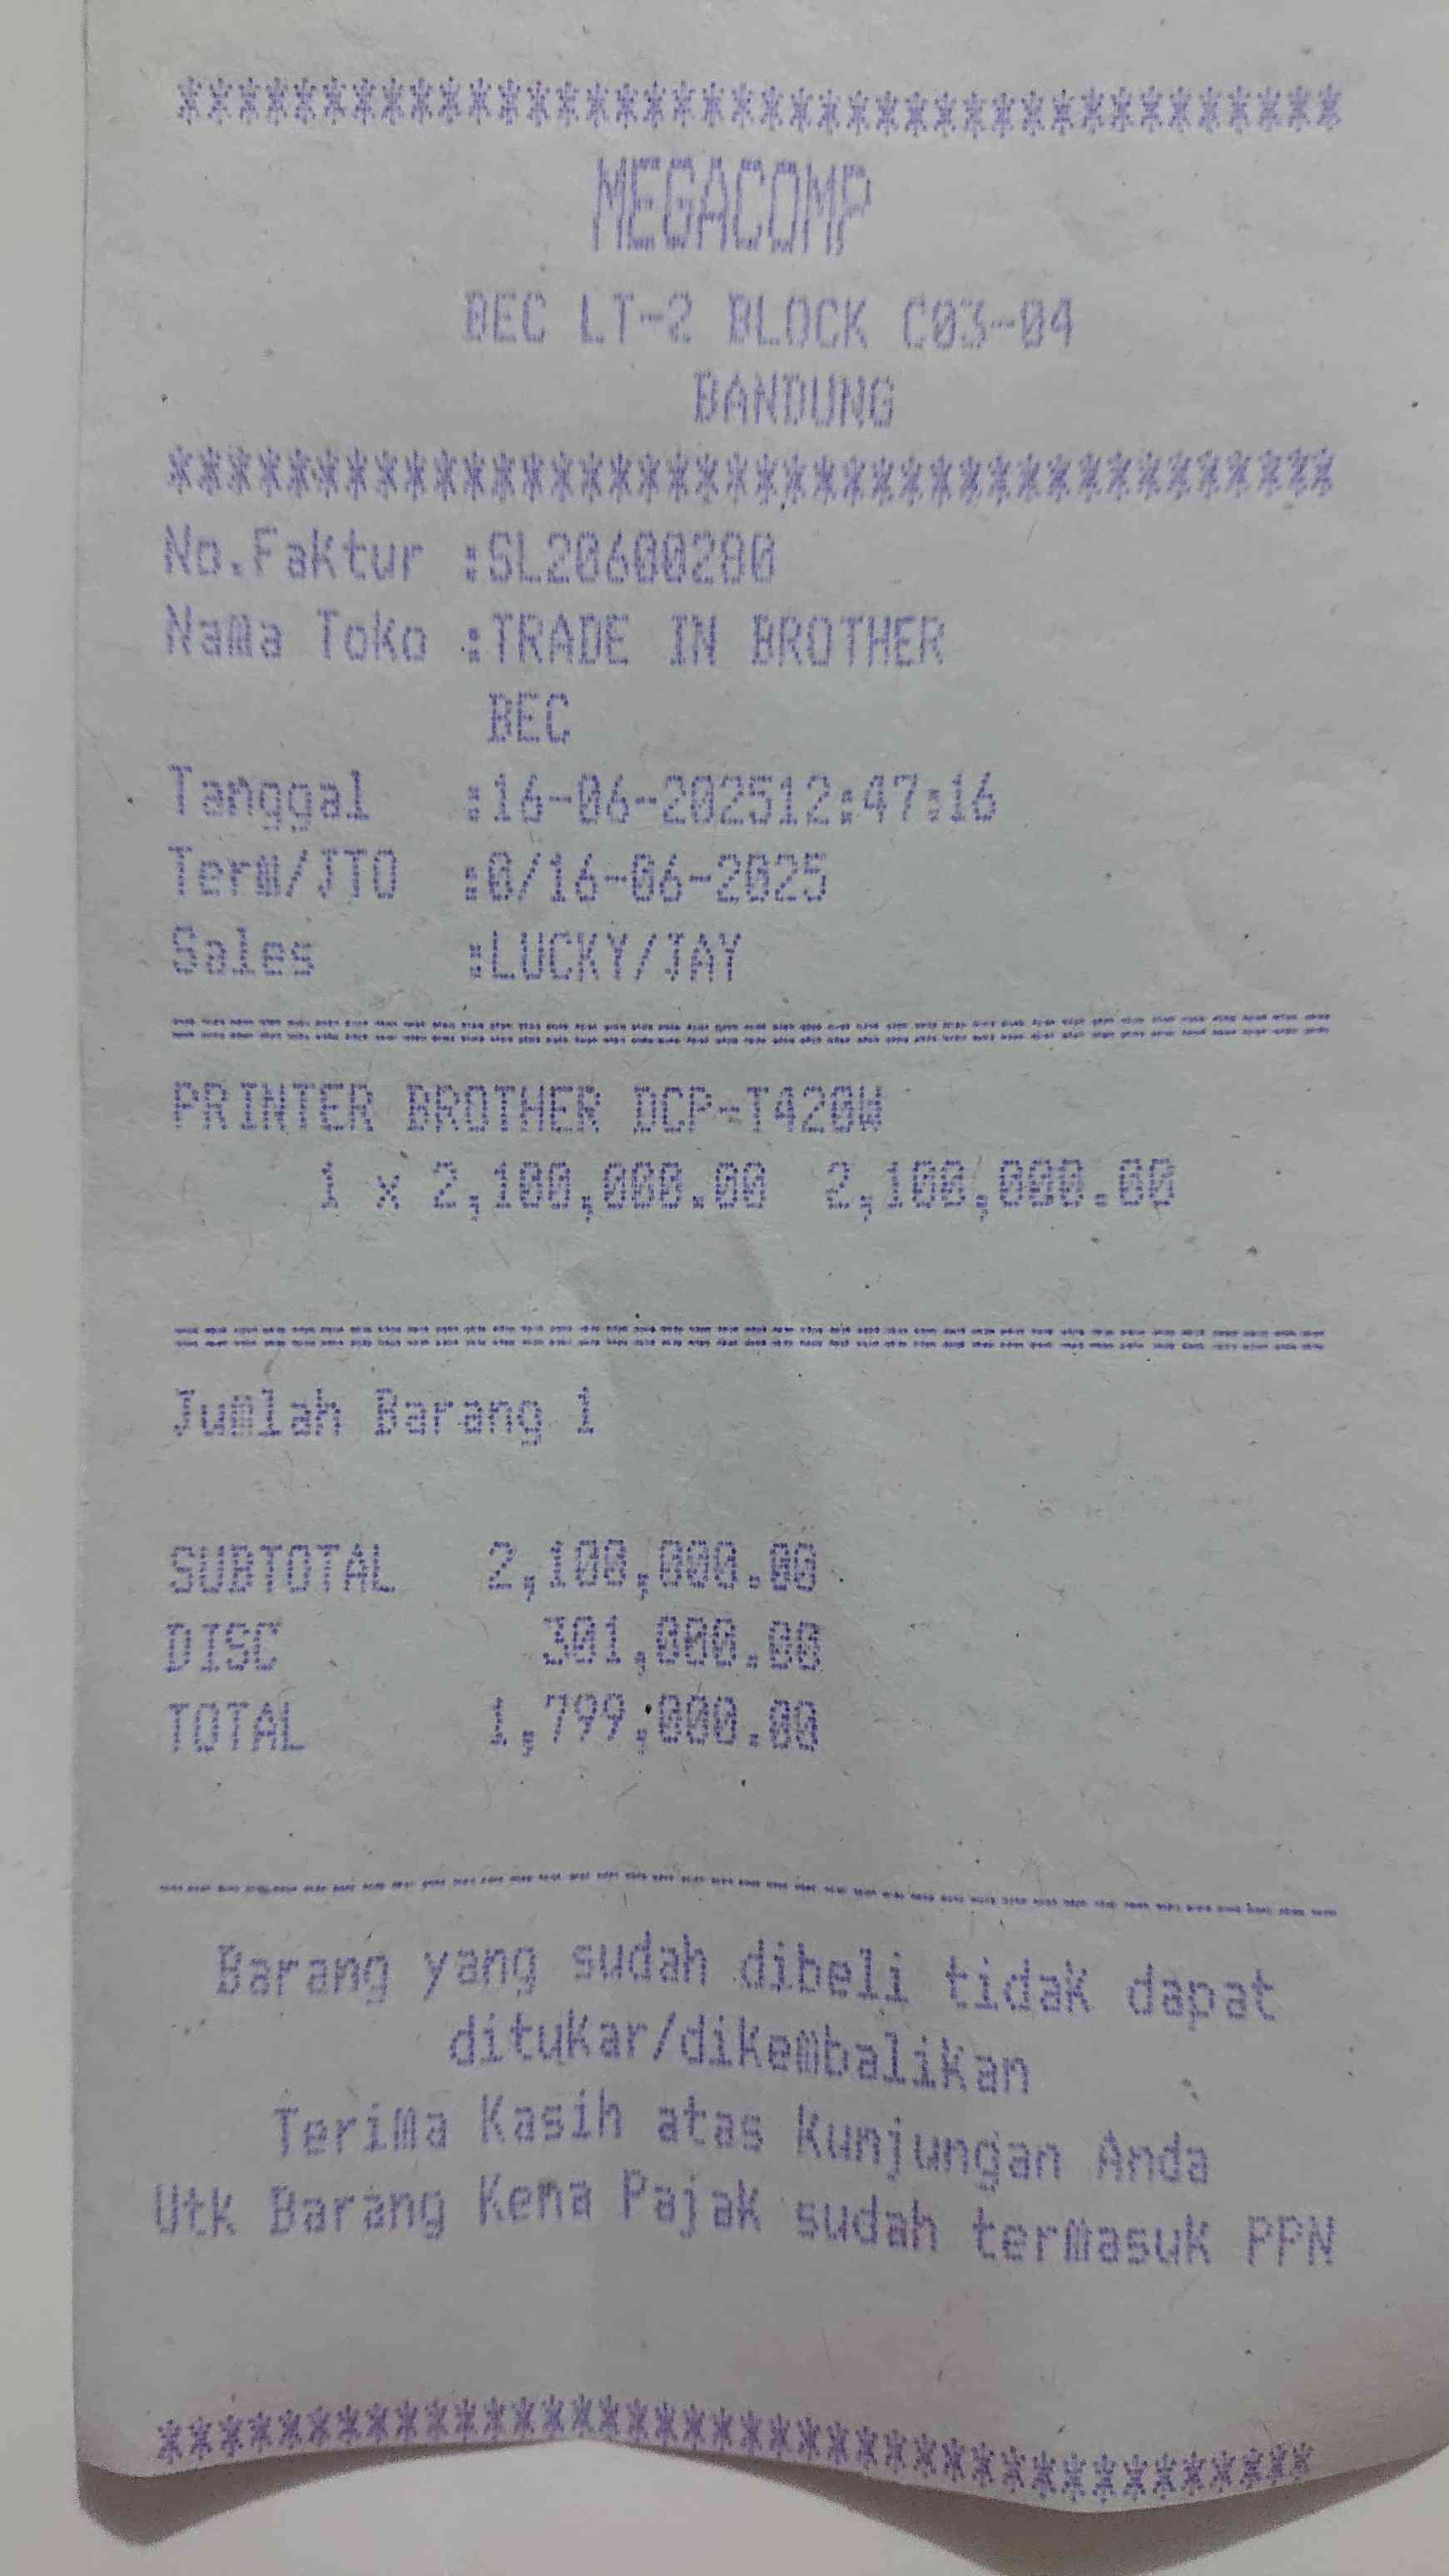 ****************************************
MEGACOMP
BEC LT-2 BLOCK C03-04
BANDUNG
****************************************
No.Faktur :SL20600280
Nama Toko :TRADE IN BROTHER
BEC
Tanggal :16-06-202512:47:16
Term/JTO :0/16-06-2025
Sales :LUCKY/JAY
========================================
PRINTER BROTHER DCP-T420W
1 x 2,100,000.00 2,100,000.00
========================================
Jumlah Barang 1
SUBTOTAL 2,100,000.00
DISC 301,000.00
TOTAL 1,799,000.00
----------------------------------------
Barang yang sudah dibeli tidak dapat
ditukar/dikembalikan
Terima Kasih atas Kunjungan Anda
Utk Barang Kena Pajak sudah termasuk PPN
****************************************